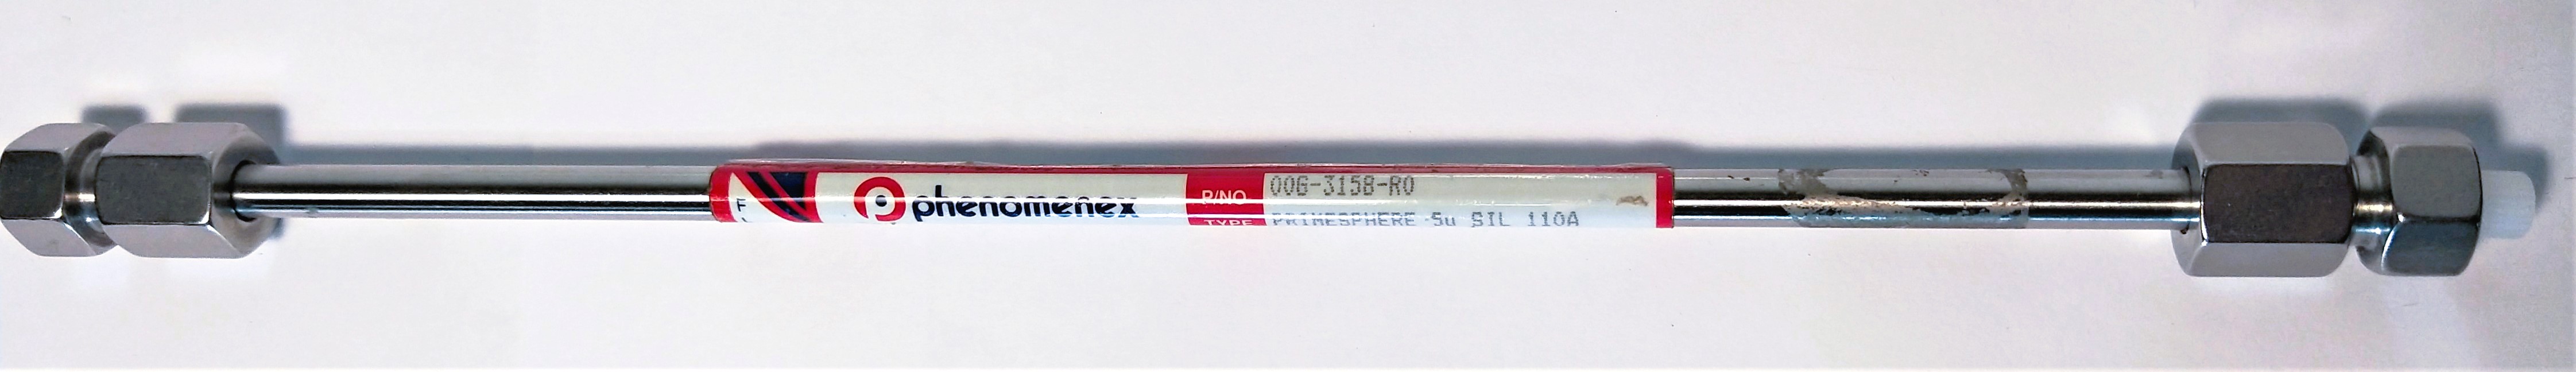 F
phenomenex
P/NO 00G-3158-R0
TYPE PRIMESPHERE 5u SIL 110A